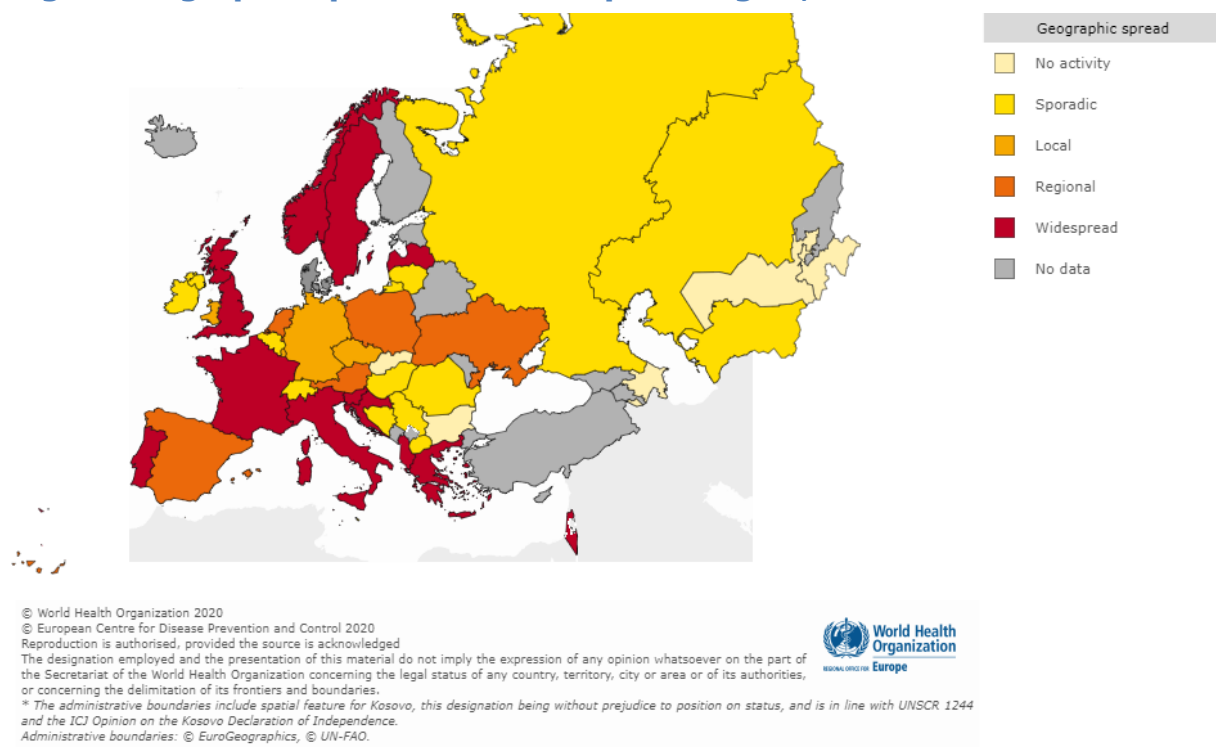 Geographic spread
No activity
Sporadic
Local
Regional
Widespread
No data
© World Health Organization 2020
© European Centre for Disease Prevention and Control 2020
Reproduction is authorised, provided the source is acknowledged
The designation employed and the presentation of this material do not imply the expression of any opinion whatsoever on the part of
the Secretariat of the World Health Organization concerning the legal status of any country, territory, city or area or of its authorities,
or concerning the delimitation of its frontiers and boundaries.
* The administrative boundaries include spatial feature for Kosovo, this designation being without prejudice to position on status, and is in line with UNSCR 1244
and the ICJ Opinion on the Kosovo Declaration of Independence.
Administrative boundaries: © EuroGeographics, © UN-FAO.
World Health
Organization
REGIONAL OFFICE FOR Europe